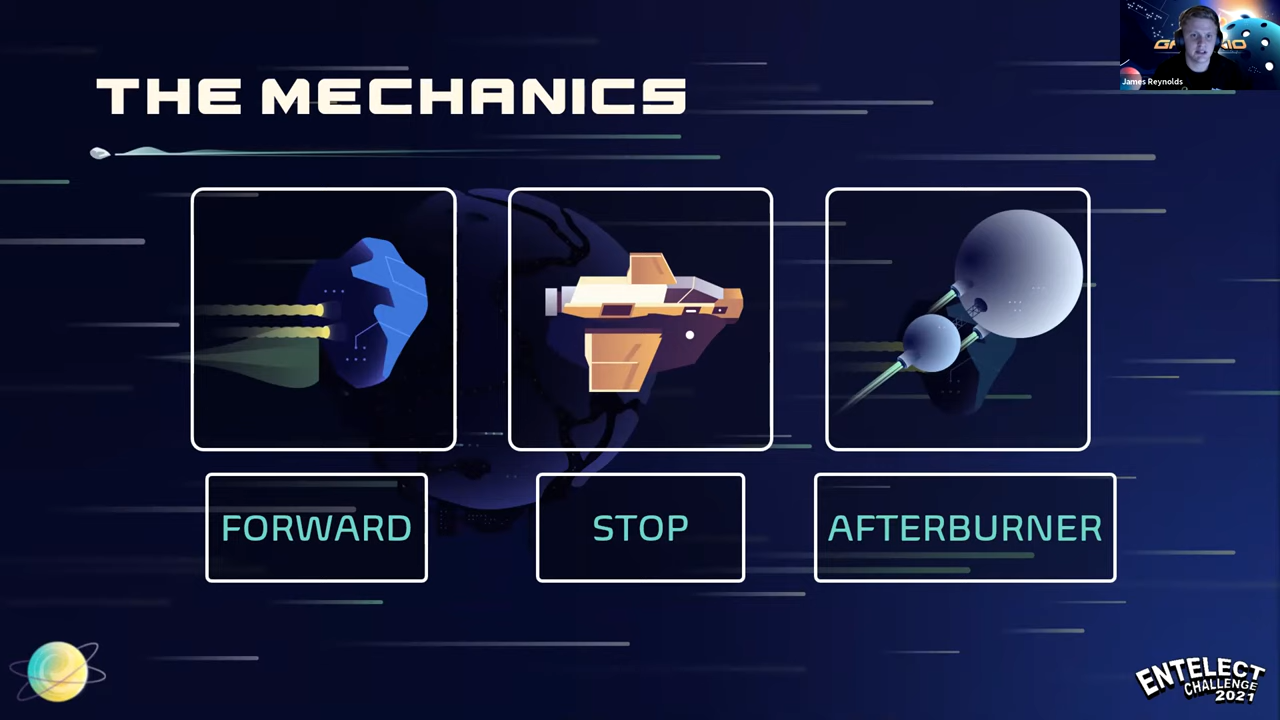 THE MECHANICS
James Reynolds
FORWARD
STOP
AFTERBURNER
ENTELECT
CHALLENGE
2021